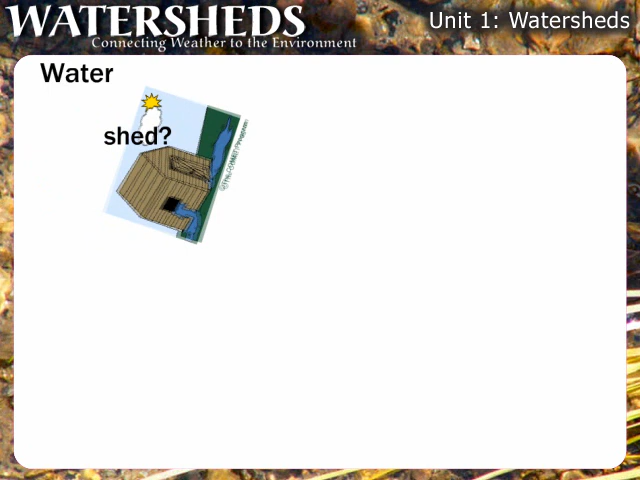 WATERSHEDS
Connecting Weather to the Environment
Unit 1: Watersheds
Water
shed?